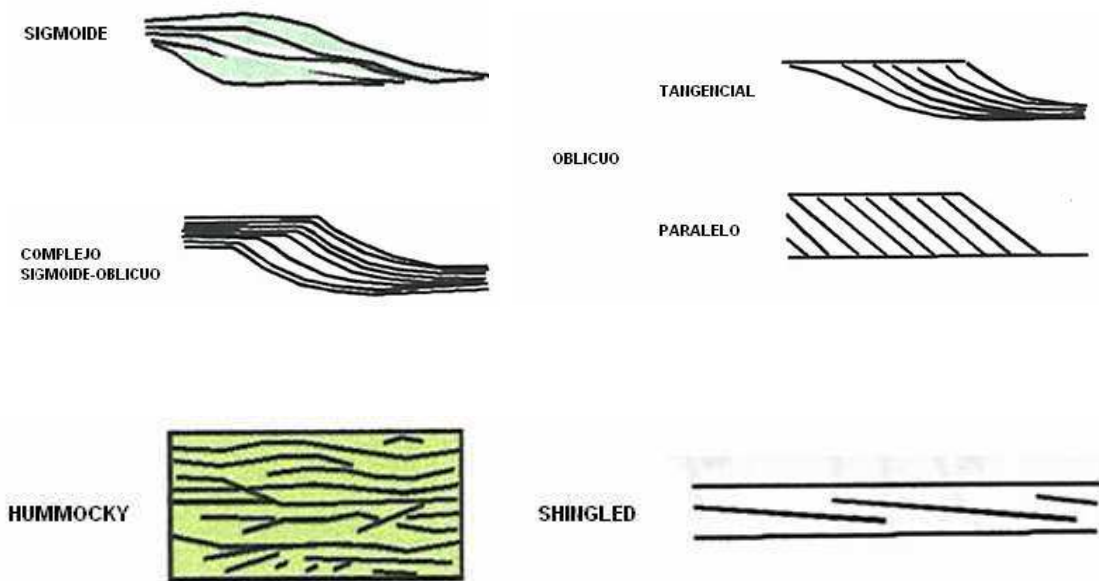 SIGMOIDE
TANGENCIAL
OBLICUO
PARALELO
COMPLEJO
SIGMOIDE-OBLICUO
HUMMOCKY
SHINGLED